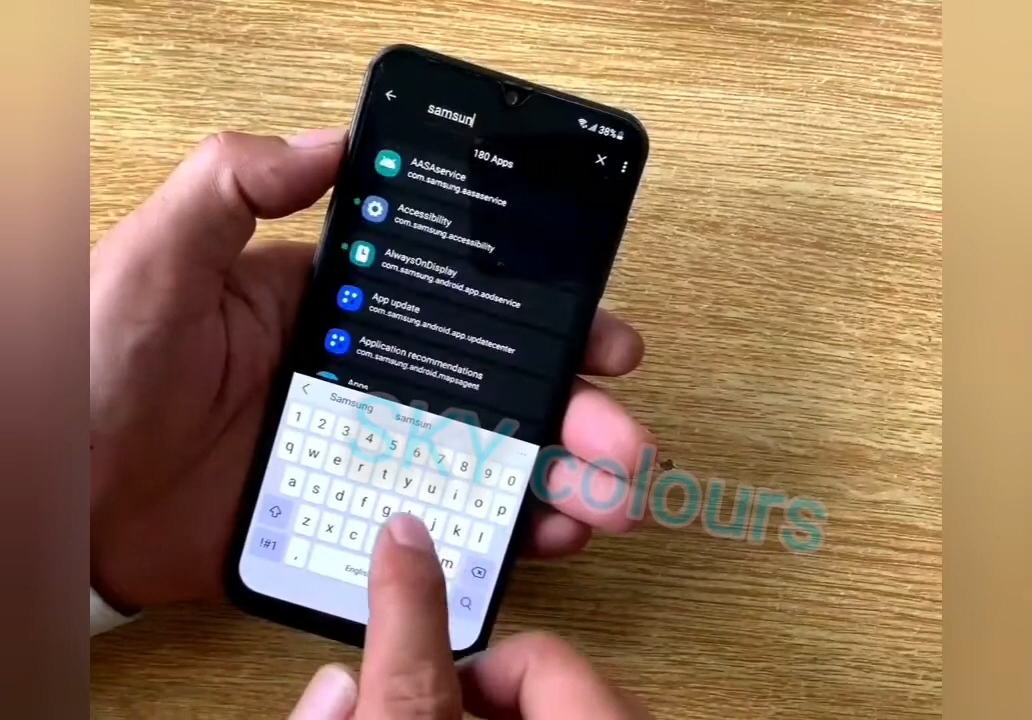 samsun
38%
180 Apps
AASAservice
com.samsung.aasaservice
Accessibility
com.samsung.accessibility
AlwaysOnDisplay
com.samsung.android.app.aodservice
App update
com.samsung.android.app.updatecenter
Application recommendations
com.samsung.android.mapsagent
Apps
Samsung samsun
1 2 3 4 5 6 7 8 9 0
q w e r t y u i o p
a s d f g j k l
z x c m
!#1 , English
SKY colours